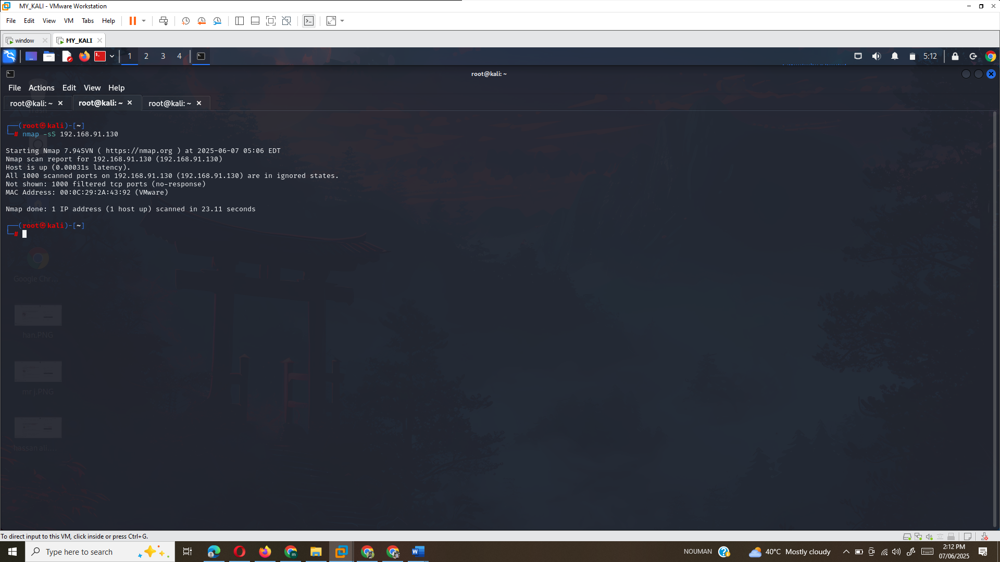 MY_KALI - VMware Workstation
File Edit View VM Tabs Help
window
MY_KALI
1 2 3 4
5:12
root@kali: ~
File Actions Edit View Help
root@kali: ~
root@kali: ~
root@kali: ~
Trash
┌──(root㉿kali)-[~]
└─# nmap -sS 192.168.91.130
Starting Nmap 7.94SVN ( https://nmap.org ) at 2025-06-07 05:06 EDT
Nmap scan report for 192.168.91.130 (192.168.91.130)
Host is up (0.00031s latency).
All 1000 scanned ports on 192.168.91.130 (192.168.91.130) are in ignored states.
Not shown: 1000 filtered tcp ports (no-response)
MAC Address: 00:0C:29:2A:43:92 (VMware)
Nmap done: 1 IP address (1 host up) scanned in 23.11 seconds
┌──(root㉿kali)-[~]
└─#
Google Chr...
han.PNG
mr j.PNG
hassan ali....
To direct input to this VM, click inside or press Ctrl+G.
Type here to search
NOUMAN
40°C Mostly cloudy
2:12 PM
07/06/2025